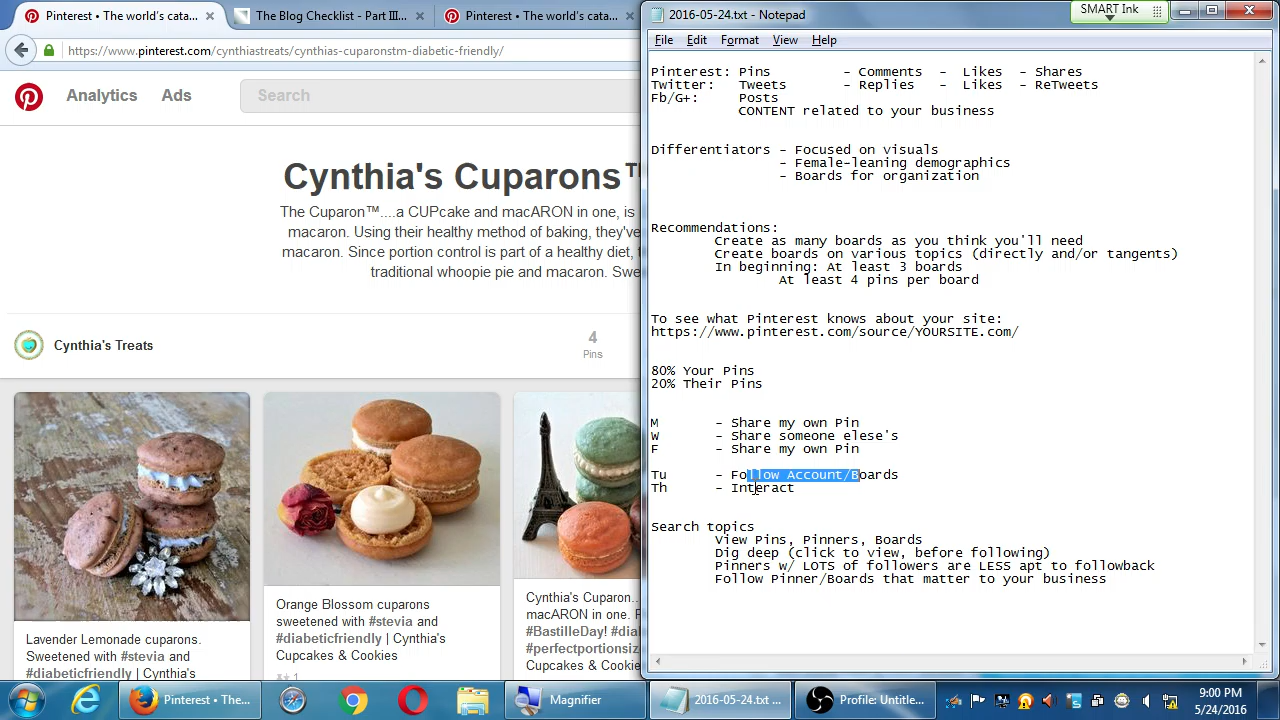 Pinterest • The world's cata...
The Blog Checklist - Part III...
Pinterest • The world's cata...
https://www.pinterest.com/cynthiastreats/cynthias-cuparonstm-diabetic-friendly/
Analytics Ads Search
Cynthia's Cuparons™
The Cuparon™....a CUPcake and macARON in one, is
macaron. Using their healthy method of baking, they've
macaron. Since portion control is part of a healthy diet,
traditional whoopie pie and macaron. Swe
Cynthia's Treats
4
Pins
Lavender Lemonade cuparons.
Sweetened with #stevia and
#diabeticfriendly | Cynthia's
Orange Blossom cuparons
sweetened with #stevia and
#diabeticfriendly | Cynthia's
Cupcakes & Cookies
1
Cynthia's Cuparon...
macARON in one.
#BastilleDay! #dia
#perfectportionsize
Cupcakes & Cookies
2016-05-24.txt - Notepad
SMART Ink
File Edit Format View Help
Pinterest: Pins - Comments - Likes - Shares
Twitter: Tweets - Replies - Likes - ReTweets
Fb/G+: Posts
CONTENT related to your business
Differentiators - Focused on visuals
- Female-leaning demographics
- Boards for organization
Recommendations:
Create as many boards as you think you'll need
Create boards on various topics (directly and/or tangents)
In beginning: At least 3 boards
At least 4 pins per board
To see what Pinterest knows about your site:
https://www.pinterest.com/source/YOURSITE.com/
80% Your Pins
20% Their Pins
M - Share my own Pin
W - Share someone elese's
F - Share my own Pin
Tu - Follow Account/Boards
Th - Interact
Search topics
View Pins, Pinners, Boards
Dig deep (click to view, before following)
Pinners w/ LOTS of followers are LESS apt to followback
Follow Pinner/Boards that matter to your business
Pinterest • The...
Magnifier
2016-05-24.txt ...
Profile: Untitle...
9:00 PM
5/24/2016